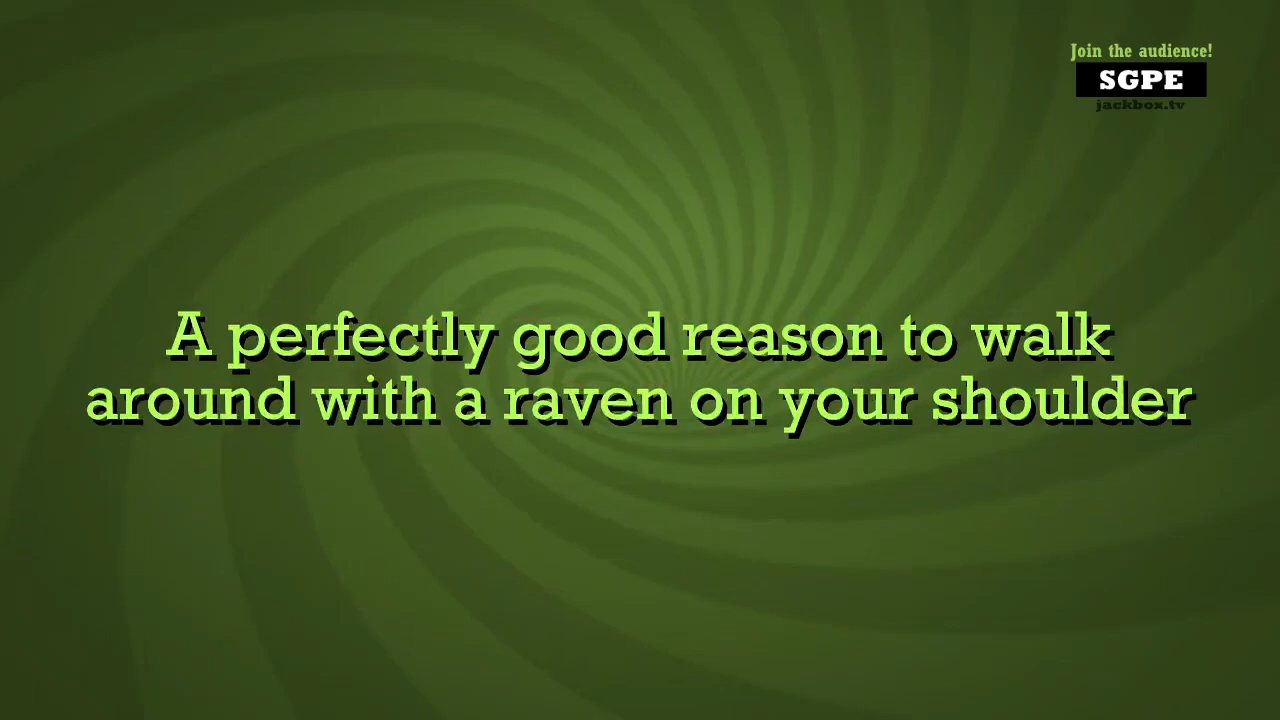 Join the audience!
SGPE
jackbox.tv
A perfectly good reason to walk
around with a raven on your shoulder